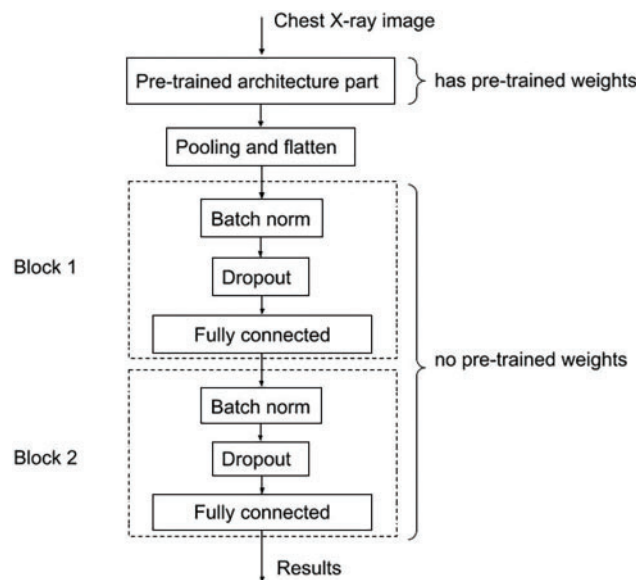 Chest X-ray image
Pre-trained architecture part
has pre-trained weights
Pooling and flatten
Block 1
Batch norm
Dropout
Fully connected
no pre-trained weights
Block 2
Batch norm
Dropout
Fully connected
Results